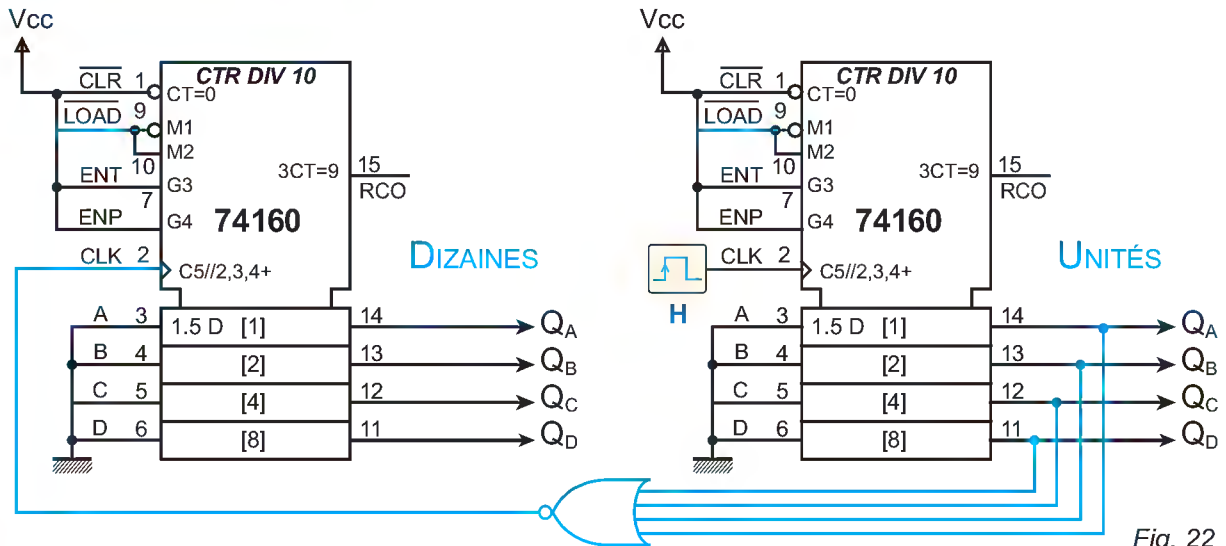 Vcc
CLR 1 CTR DIV 10
CT=0
LOAD 9
M1
10 M2
3CT=9 15
RCO
ENT G3
7
ENP G4
74160
CLK 2 C5//2,3,4+
DIZAINES
A 3 1.5 D [1] 14 QA
B 4 [2] 13 QB
C 5 [4] 12 QC
D 6 [8] 11 QD
Vcc
CLR 1 CTR DIV 10
CT=0
LOAD 9
M1
10 M2
3CT=9 15
RCO
ENT G3
7
ENP G4
74160
CLK 2 C5//2,3,4+
H
UNITÉS
A 3 1.5 D [1] 14 QA
B 4 [2] 13 QB
C 5 [4] 12 QC
D 6 [8] 11 QD
Fig. 22